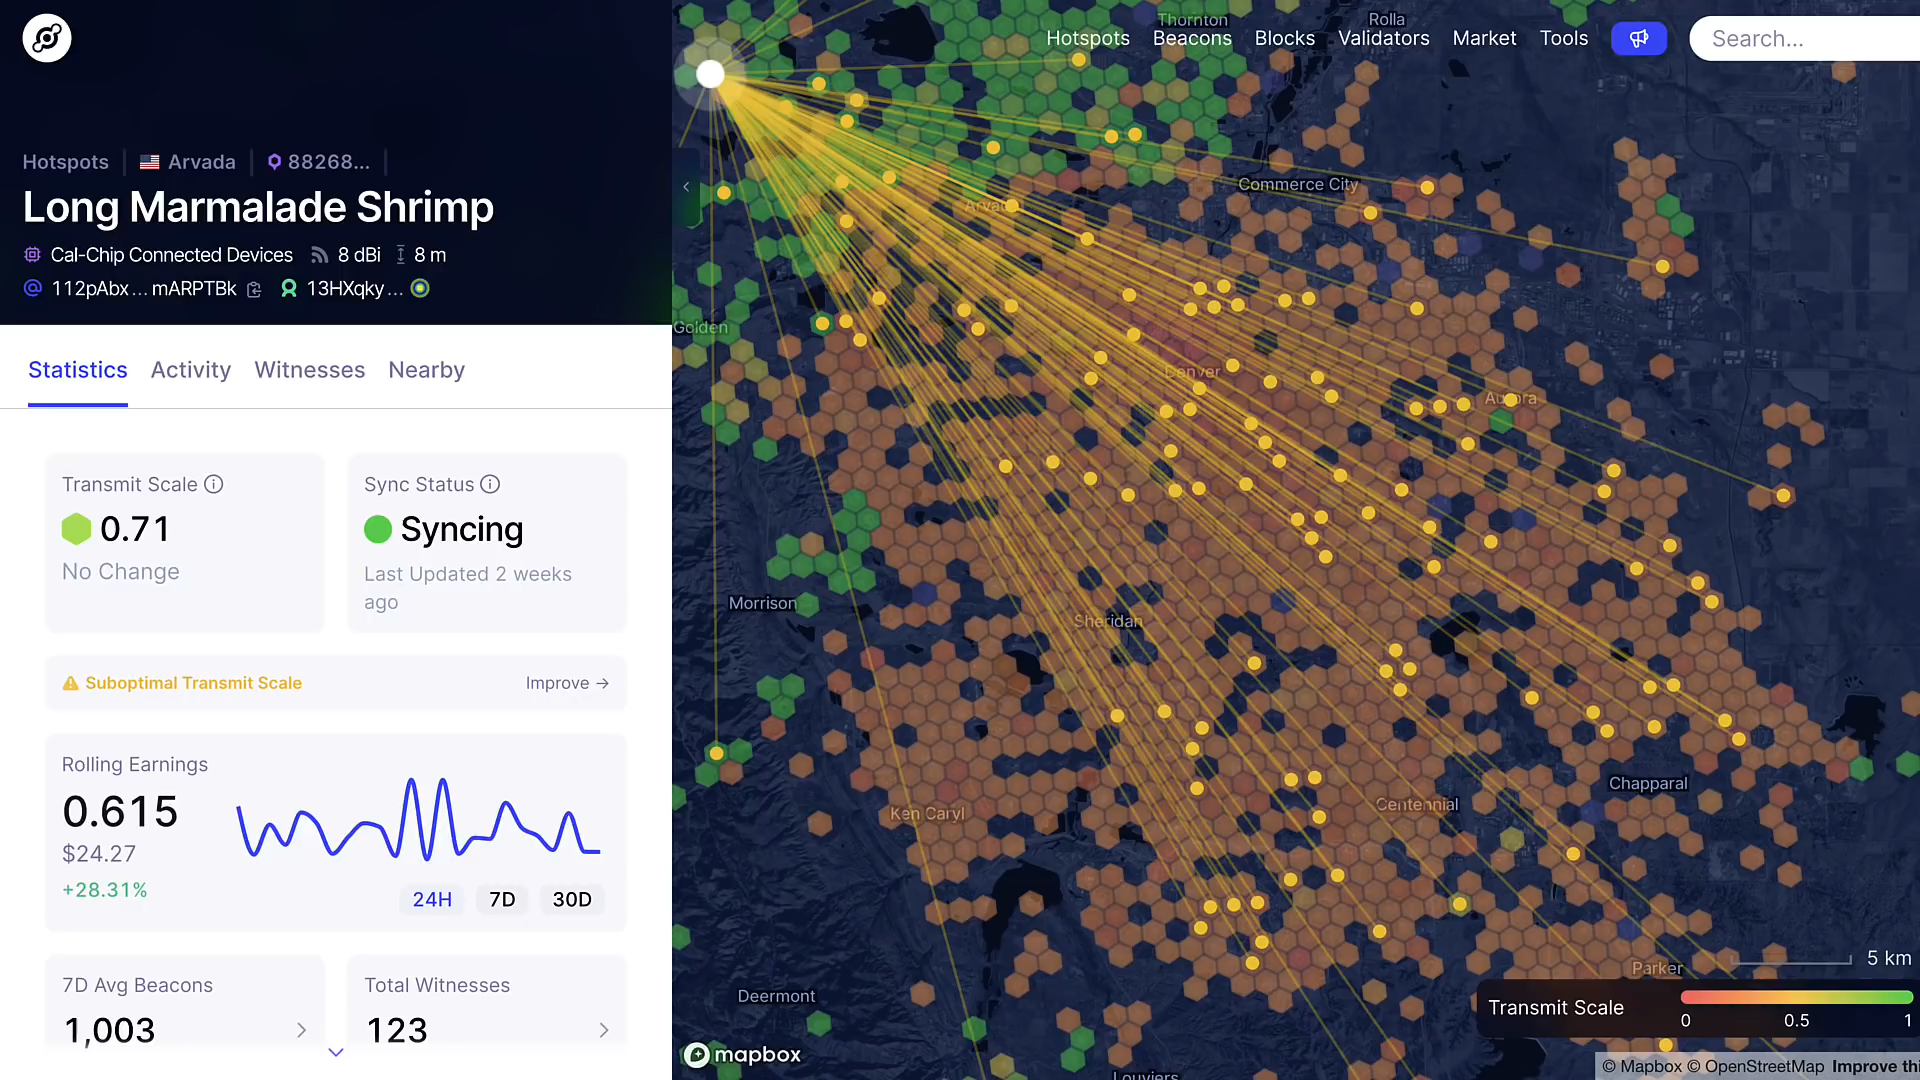 Hotspots Beacons Blocks Validators Market Tools Search...
Hotspots Arvada 88268...
Long Marmalade Shrimp
Cal-Chip Connected Devices 8 dBi 8 m
112pAbx...mARPTBk 13HXqky...
Statistics Activity Witnesses Nearby
Transmit Scale
0.71
No Change
Sync Status
Syncing
Last Updated 2 weeks
ago
Suboptimal Transmit Scale Improve →
Rolling Earnings
0.615
$24.27
+28.31%
24H 7D 30D
7D Avg Beacons
1,003
Total Witnesses
123
Thornton
Rolla
Commerce City
Arvada
Golden
Denver
Aurora
Morrison
Sheridan
Chapparal
Centennial
Ken Caryl
Parker
Deermont
Louviers
5 km
Transmit Scale
0 0.5 1
mapbox
© Mapbox © OpenStreetMap Improve thi